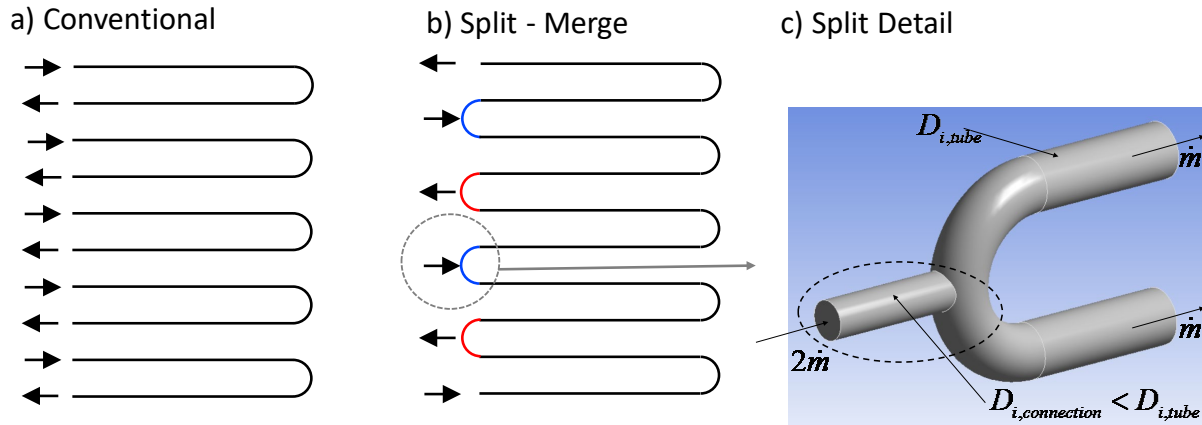 a) Conventional
b) Split - Merge
c) Split Detail
D_{i,tube}
ṁ
2ṁ
ṁ
D_{i,connection} < D_{i,tube}